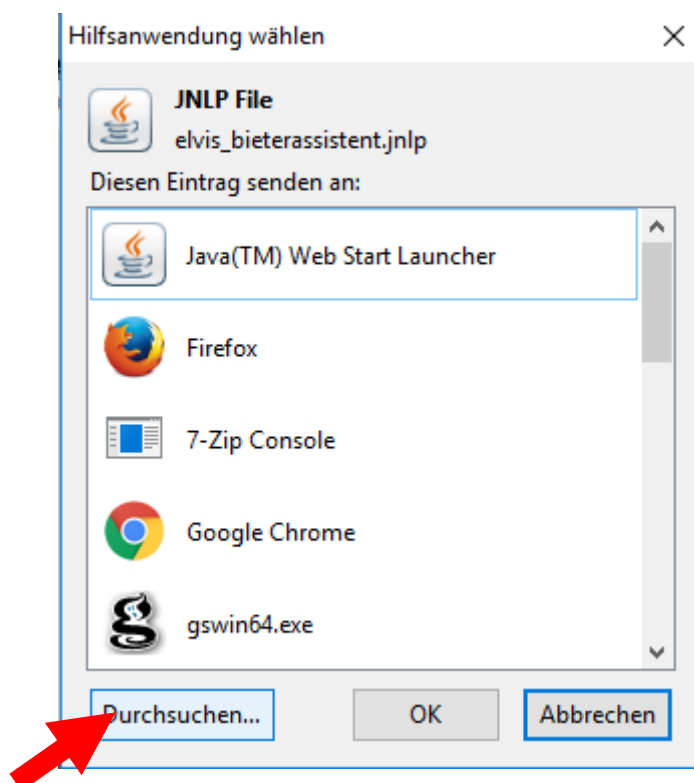 Hilfsanwendung wählen
JNLP File
elvis_bieterassistent.jnlp
Diesen Eintrag senden an:
Java(TM) Web Start Launcher
Firefox
7-Zip Console
Google Chrome
gswin64.exe
Durchsuchen... OK Abbrechen